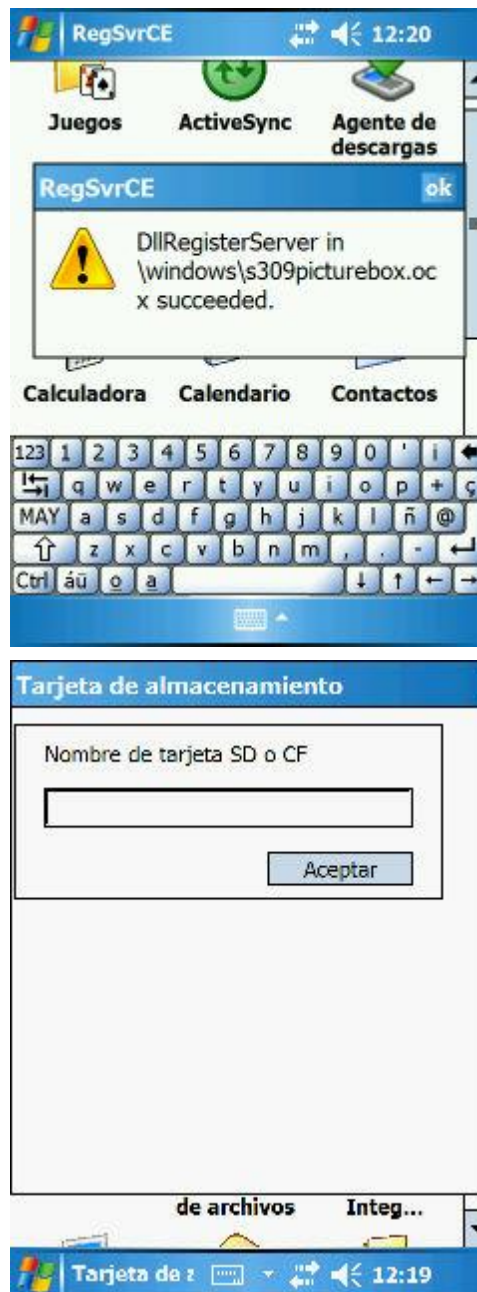 RegSvrCE 12:20
Juegos ActiveSync Agente de descargas
RegSvrCE ok
DllRegisterServer in
\windows\s309picturebox.oc
x succeeded.
Calculadora Calendario Contactos
123 1 2 3 4 5 6 7 8 9 0 ' i
q w e r t y u i o p + ç
MAY a s d f g h j k l ñ @
z x c v b n m , . -
Ctrl áü o a
Tarjeta de almacenamiento
Nombre de tarjeta SD o CF
Aceptar
de archivos Integ...
Tarjeta de 12:19